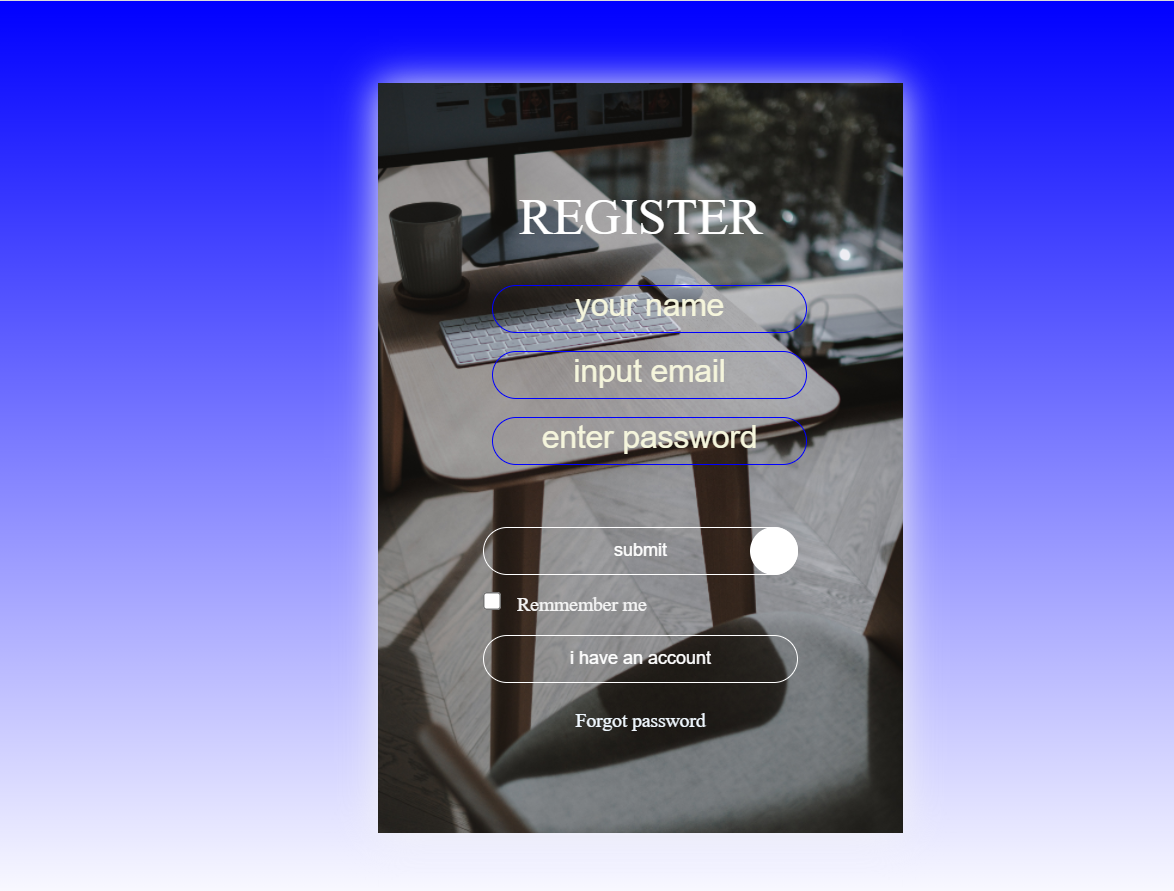 REGISTER
your name
input email
enter password
submit
Remmember me
i have an account
Forgot password